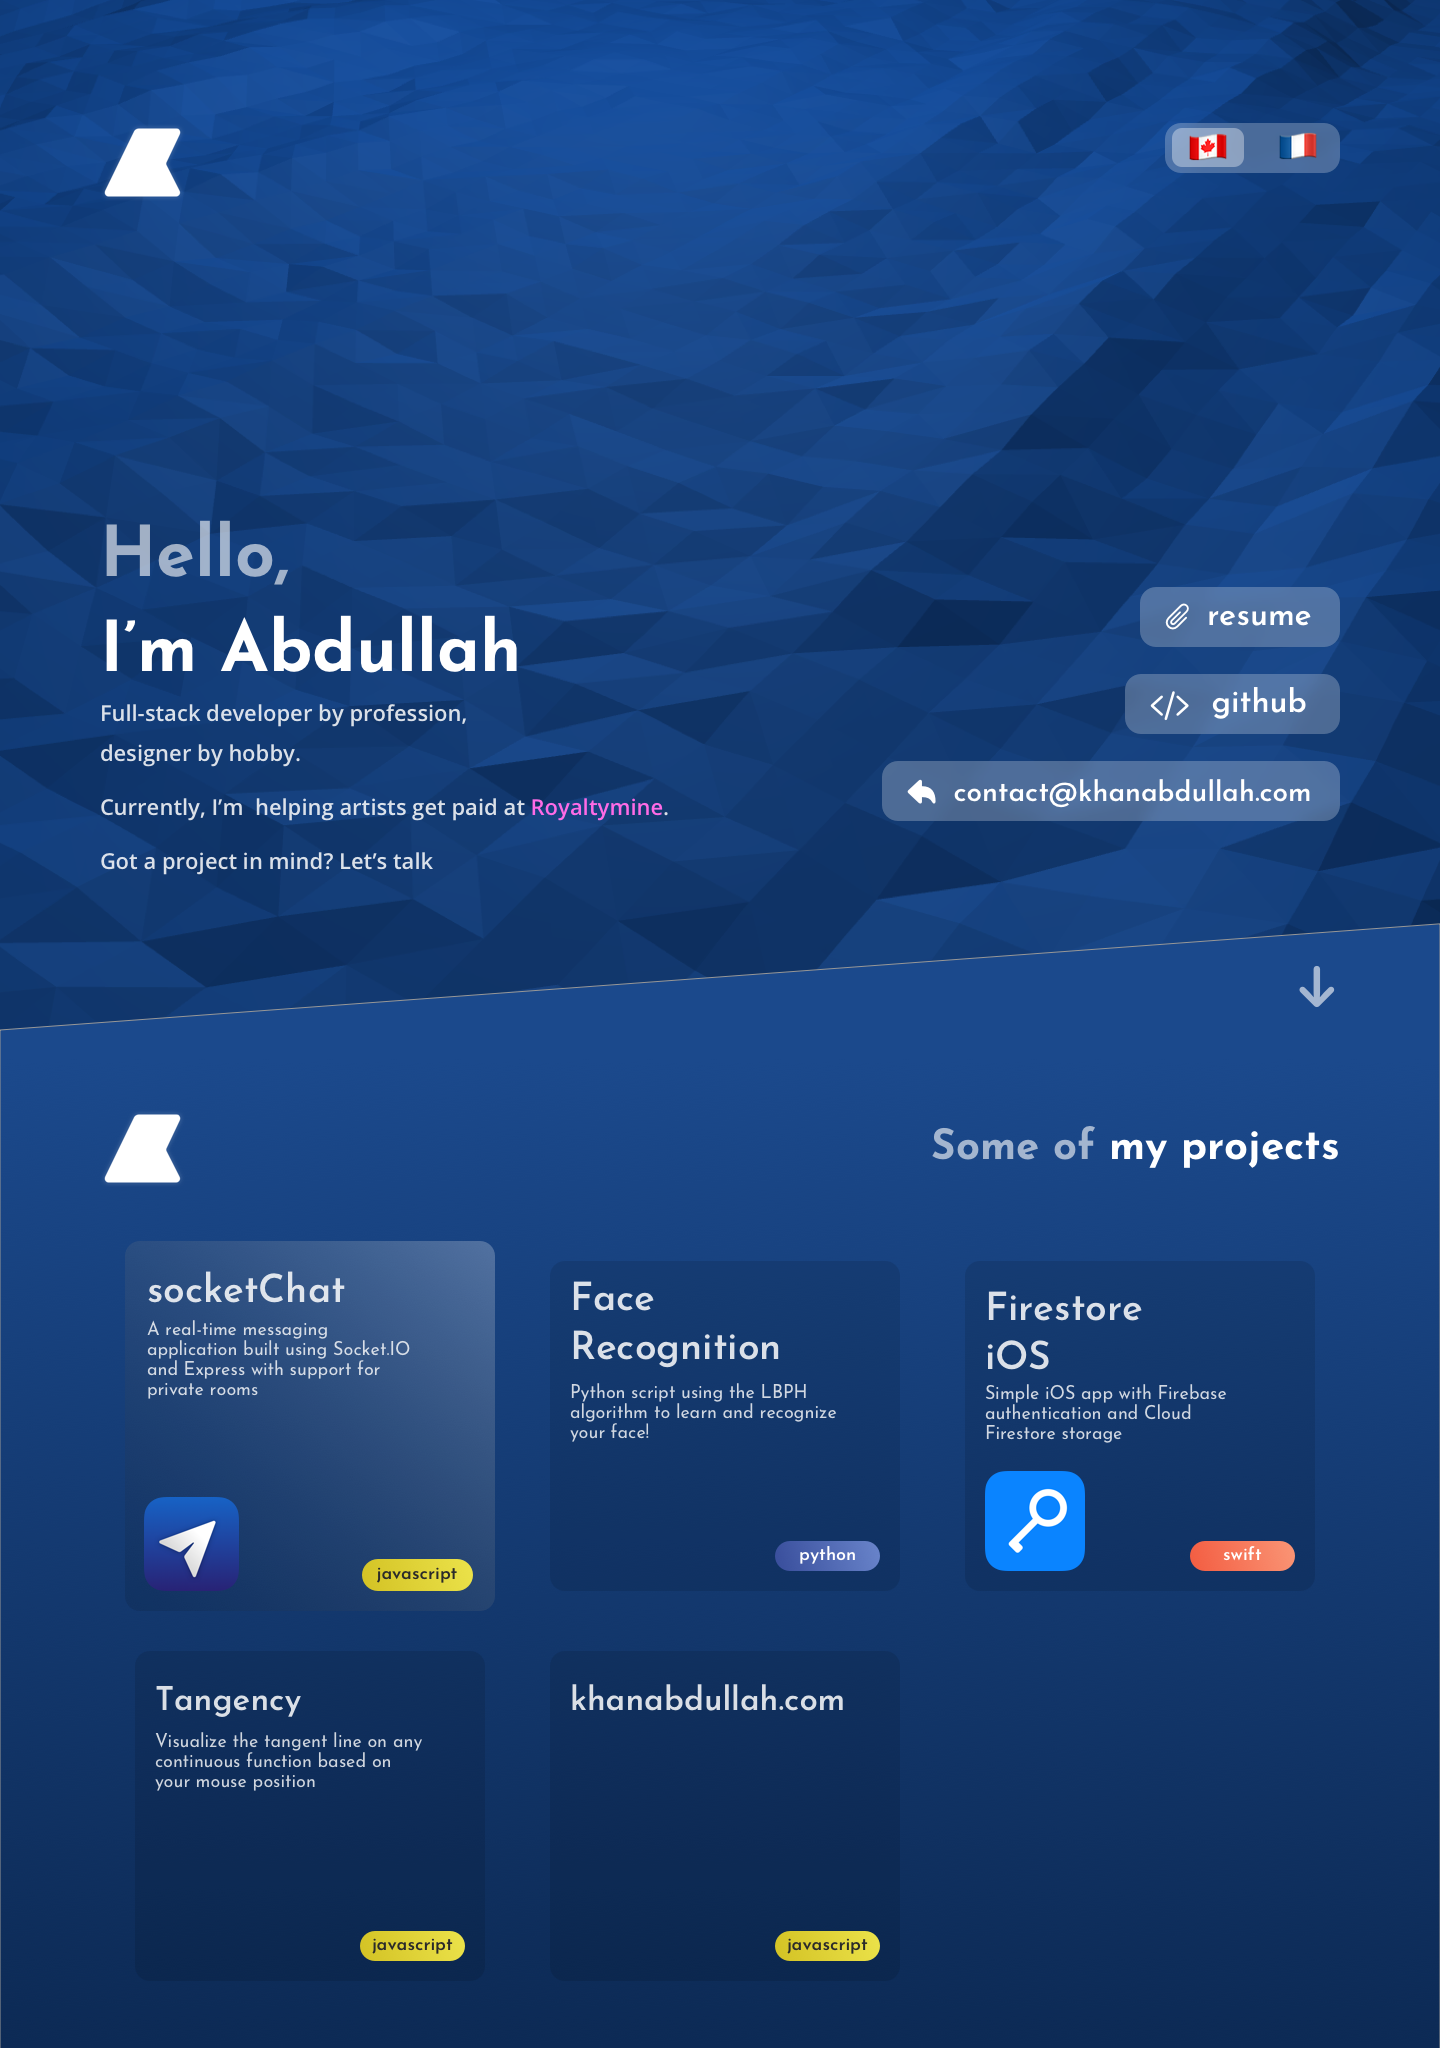 Hello,
I’m Abdullah
Full-stack developer by profession,
designer by hobby.
Currently, I’m  helping artists get paid at Royaltymine.
Got a project in mind? Let’s talk
resume
github
contact@khanabdullah.com
Some of my projects
socketChat
A real-time messaging
application built using Socket.IO
and Express with support for
private rooms
javascript
Face
Recognition
Python script using the LBPH
algorithm to learn and recognize
your face!
python
Firestore
iOS
Simple iOS app with Firebase
authentication and Cloud
Firestore storage
swift
Tangency
Visualize the tangent line on any
continuous function based on
your mouse position
javascript
khanabdullah.com
javascript